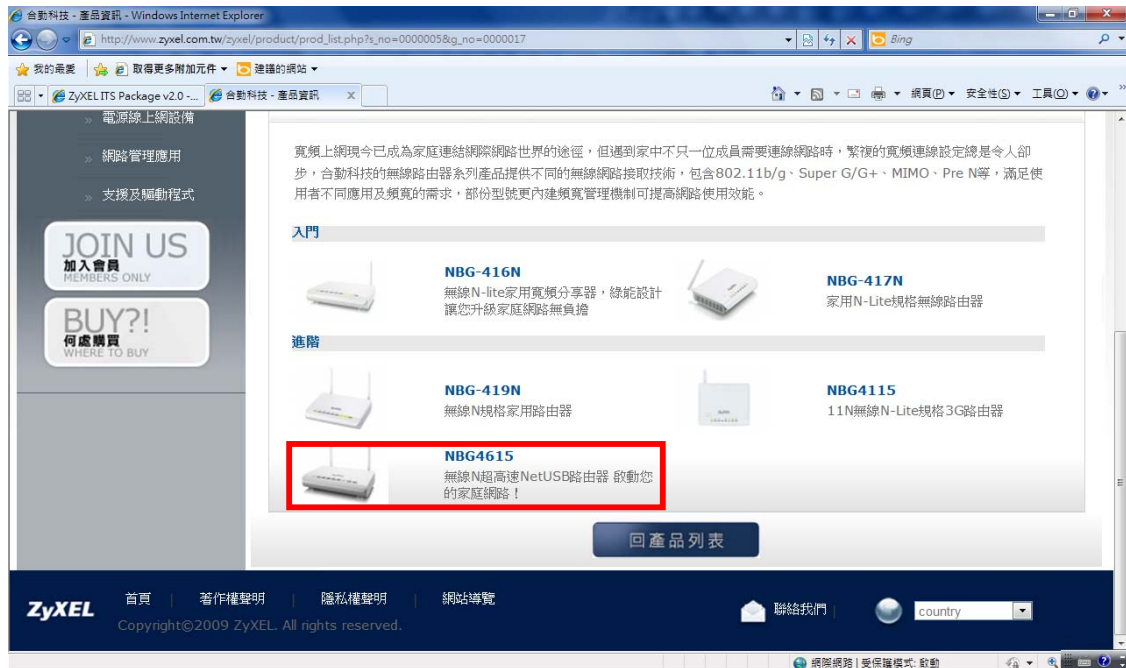 合勤科技 - 產品資訊 - Windows Internet Explorer
http://www.zyxel.com.tw/zyxel/product/prod_list.php?s_no=0000005&g_no=0000017
Bing
我的最愛 取得更多附加元件 建議的網站
ZyXEL ITS Package v2.0 -... 合勤科技 - 產品資訊 X
網頁(P) 安全性(S) 工具(O)
» 電源線上網設備
» 網路管理應用
» 支援及驅動程式
JOIN US
加入會員
MEMBERS ONLY
BUY?!
何處購買
WHERE TO BUY
寬頻上網現今已成為家庭連結網際網路世界的途徑，但遇到家中不只一位成員需要連線網路時，繁複的寬頻連線設定總是令人卻
步，合勤科技的無線路由器系列產品提供不同的無線網路接取技術，包含802.11b/g、Super G/G+、MIMO、Pre N等，滿足使
用者不同應用及頻寬的需求，部份型號更內建頻寬管理機制可提高網路使用效能。
入門
NBG-416N
無線N-lite家用寬頻分享器，綠能設計
讓您升級家庭網路無負擔
NBG-417N
家用N-Lite規格無線路由器
進階
NBG-419N
無線N規格家用路由器
NBG4115
11N無線N-Lite規格3G路由器
NBG4615
無線N超高速NetUSB路由器 啟動您
的家庭網路！
回產品列表
ZyXEL
首頁 | 著作權聲明 | 隱私權聲明 | 網站導覽
Copyright©2009 ZyXEL. All rights reserved.
聯絡我們 |
country
網際網路 | 受保護模式: 啟動